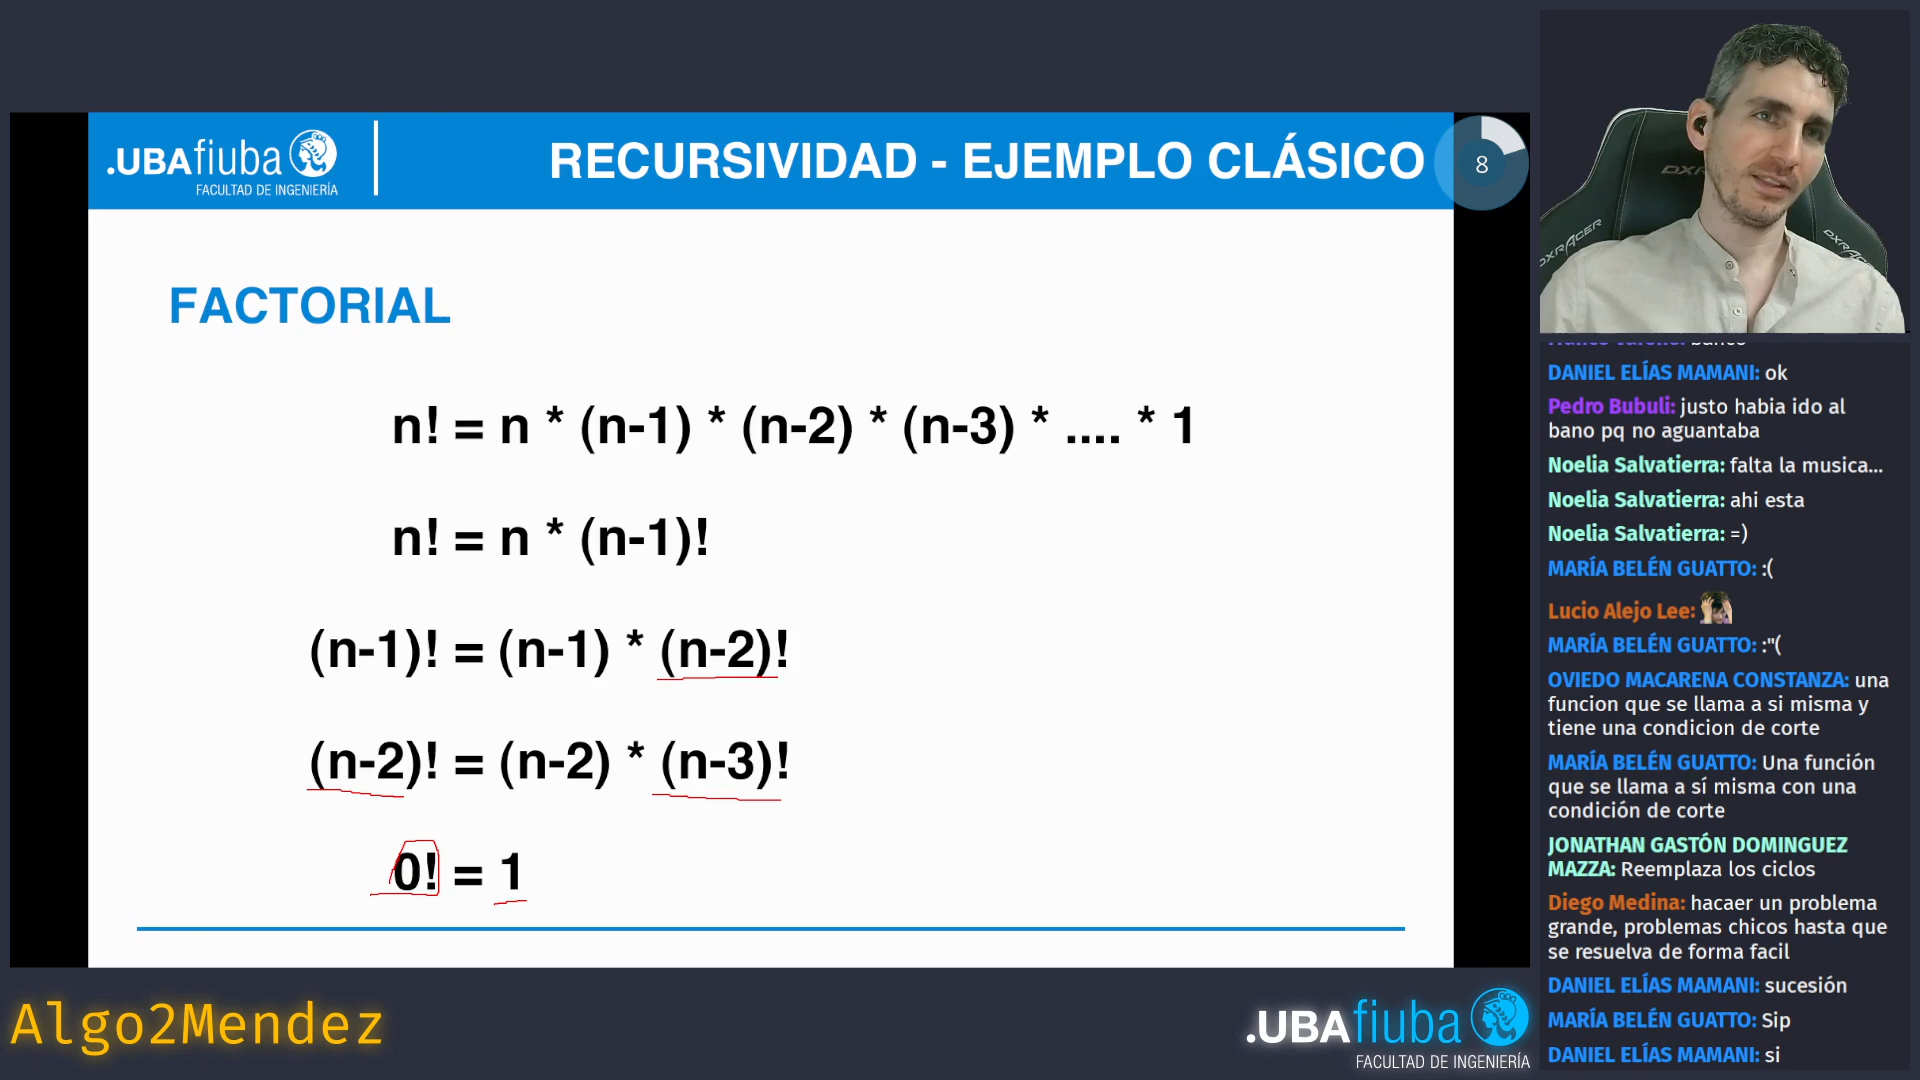 .UBAfiuba
FACULTAD DE INGENIERÍA
RECURSIVIDAD - EJEMPLO CLÁSICO
8
FACTORIAL
n! = n * (n-1) * (n-2) * (n-3) * .... * 1
n! = n * (n-1)!
(n-1)! = (n-1) * (n-2)!
(n-2)! = (n-2) * (n-3)!
0! = 1
Algo2Mendez
.UBAfiuba
FACULTAD DE INGENIERÍA
DXRACER
DANIEL ELÍAS MAMANI: ok
Pedro Bubuli: justo habia ido al
bano pq no aguantaba
Noelia Salvatierra: falta la musica...
Noelia Salvatierra: ahi esta
Noelia Salvatierra: =)
MARÍA BELÉN GUATTO: :(
Lucio Alejo Lee:
MARÍA BELÉN GUATTO: :"(
OVIEDO MACARENA CONSTANZA: una
funcion que se llama a si misma y
tiene una condicion de corte
MARÍA BELÉN GUATTO: Una función
que se llama a sí misma con una
condición de corte
JONATHAN GASTÓN DOMINGUEZ
MAZZA: Reemplaza los ciclos
Diego Medina: hacaer un problema
grande, problemas chicos hasta que
se resuelva de forma facil
DANIEL ELÍAS MAMANI: sucesión
MARÍA BELÉN GUATTO: Sip
DANIEL ELÍAS MAMANI: si